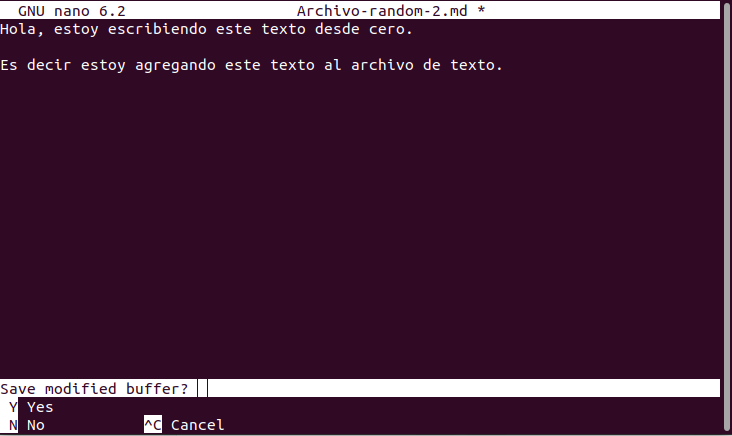 GNU nano 6.2 Archivo-random-2.md *
Hola, estoy escribiendo este texto desde cero.
Es decir estoy agregando este texto al archivo de texto.
Save modified buffer?
Y Yes
N No ^C Cancel